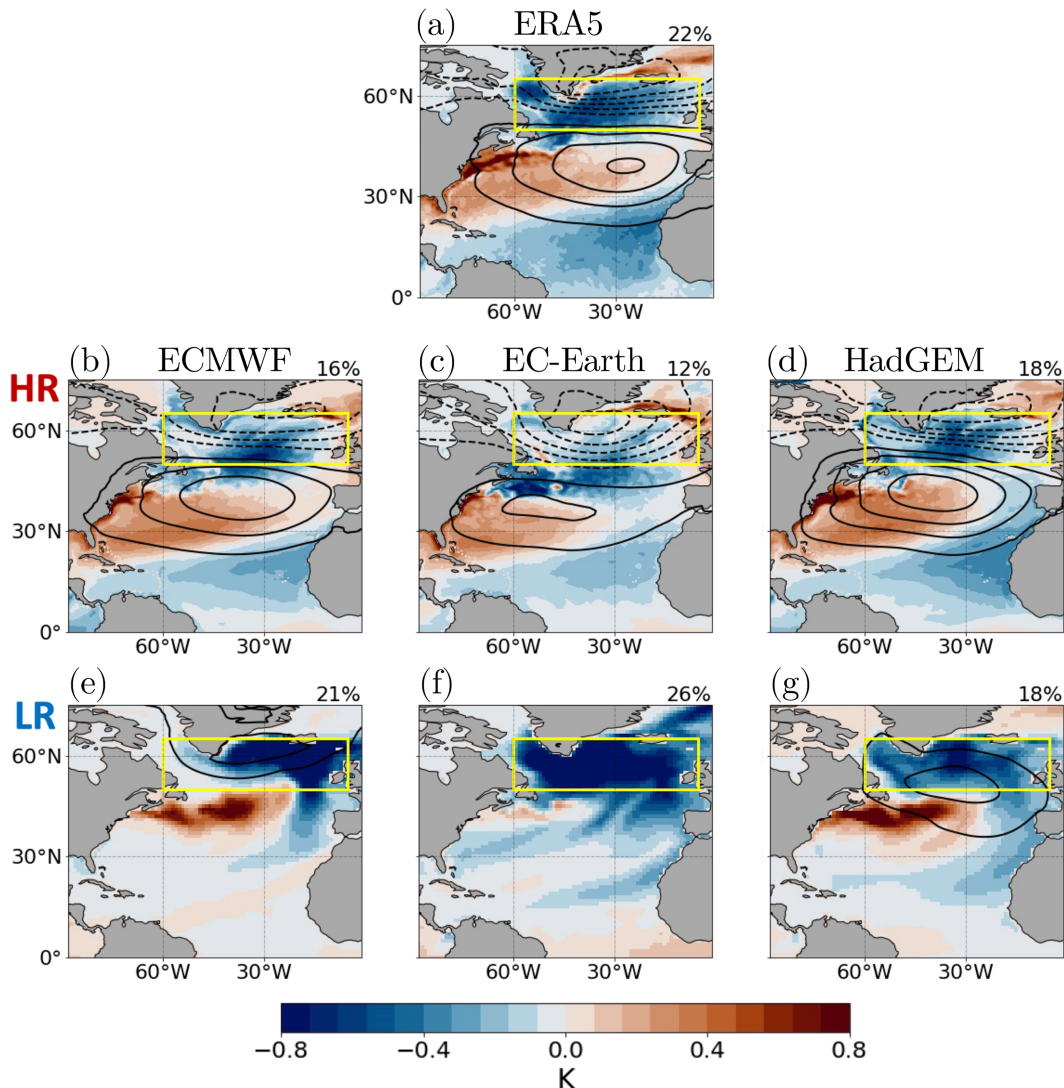 (a) ERA5 22%
60°N
30°N
0°
60°W 30°W
(b) ECMWF 16% (c) EC-Earth 12% (d) HadGEM 18%
HR
60°N
30°N
0°
60°W 30°W 60°W 30°W 60°W 30°W
(e) 21% (f) 26% (g) 18%
LR
60°N
30°N
0°
60°W 30°W 60°W 30°W 60°W 30°W
−0.8 −0.4 0.0 0.4 0.8
K